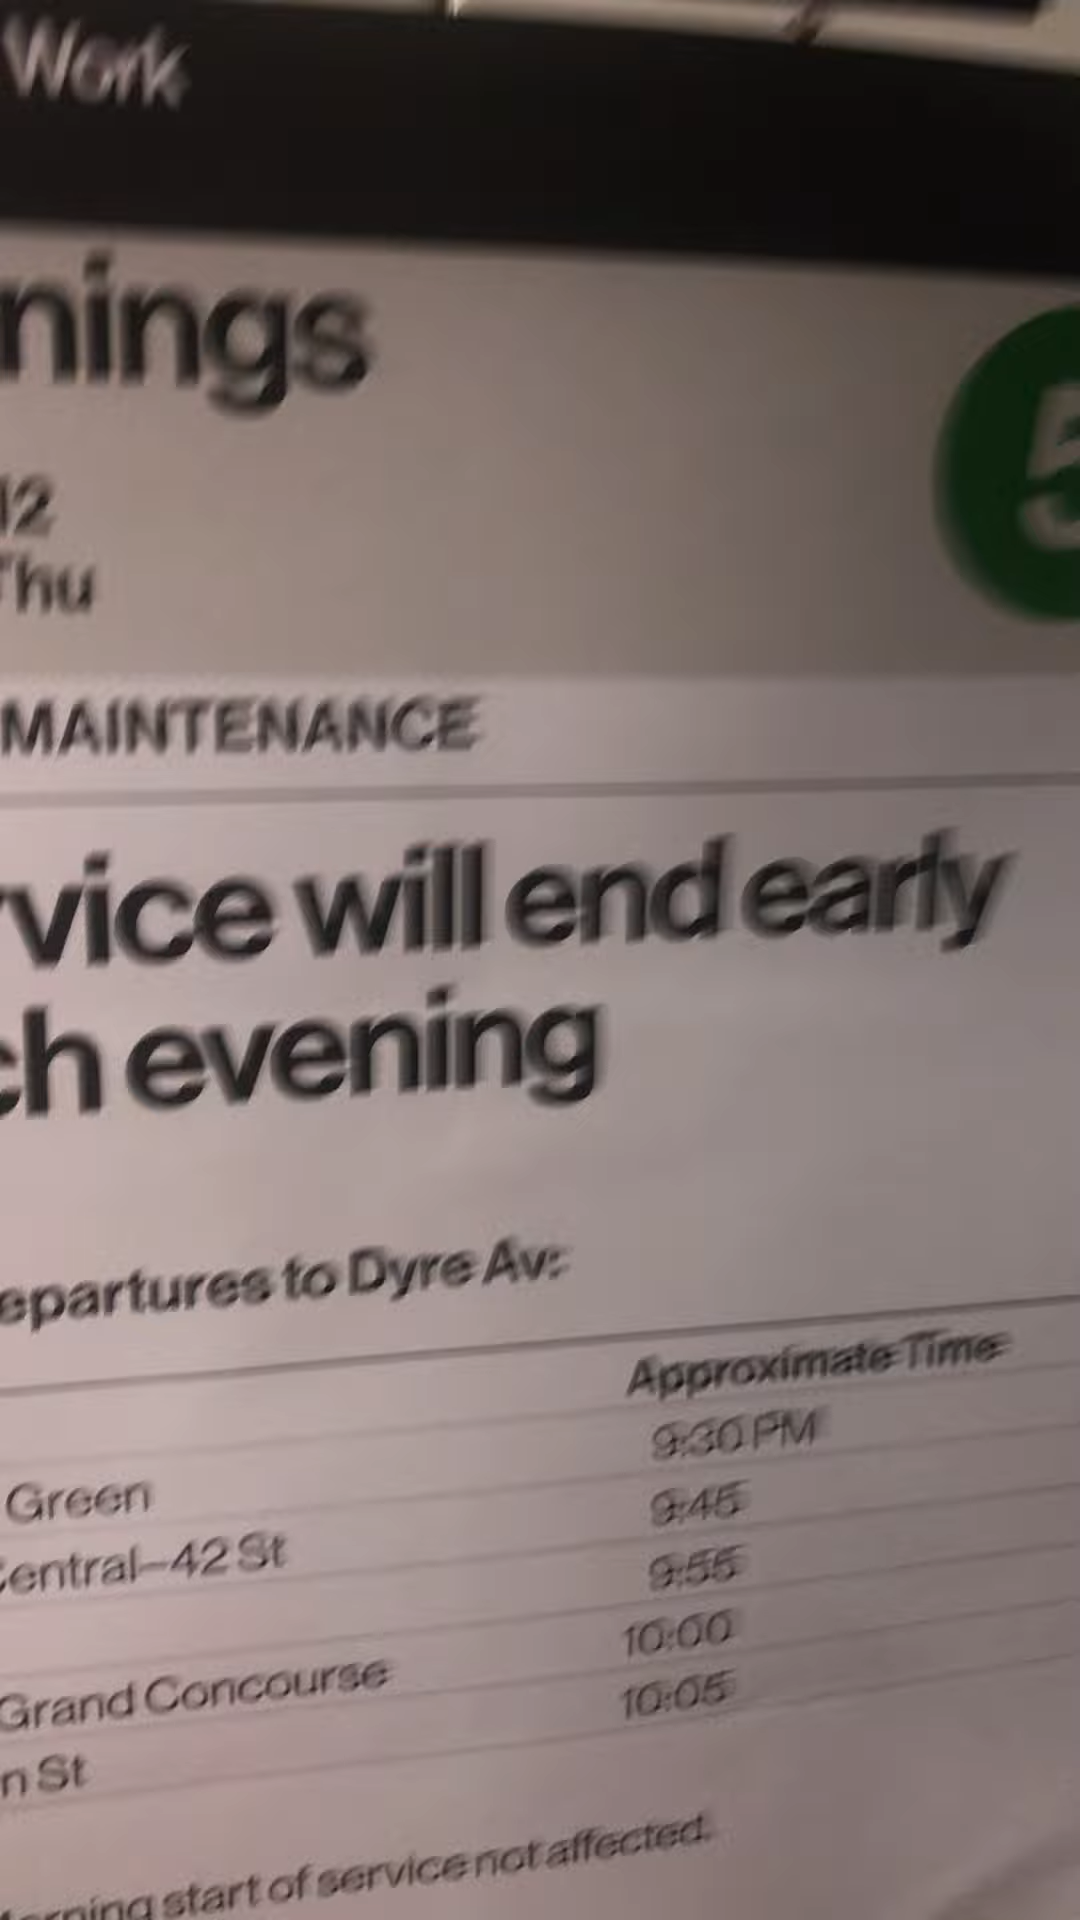 Work
nings
5
12
Thu
MAINTENANCE
vice will end early
ch evening
epartures to Dyre Av:
Approximate Time
9:30 PM
Green
9:45
Central–42 St
9:55
10:00
Grand Concourse
10:05
n St
orning start of service not affected.